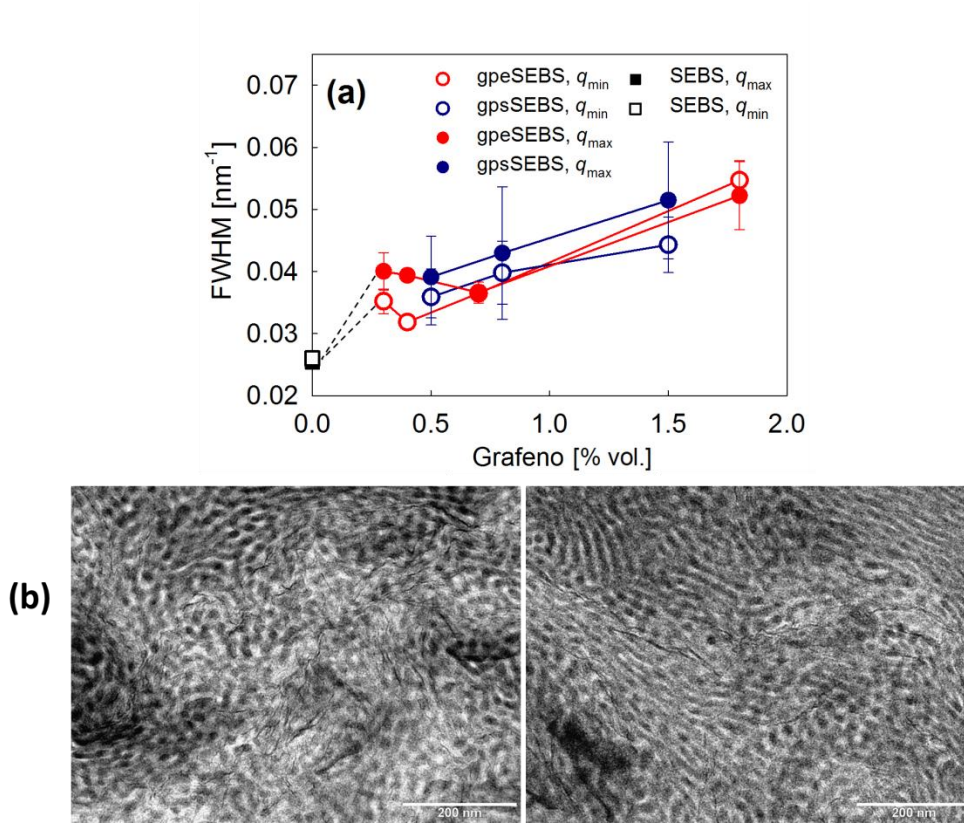 (a)
gpeSEBS, qmin
gpsSEBS, qmin
gpeSEBS, qmax
gpsSEBS, qmax
SEBS, qmax
SEBS, qmin
FWHM [nm-1]
0.07
0.06
0.05
0.04
0.03
0.02
0.0 0.5 1.0 1.5 2.0
Grafeno [% vol.]
(b)
200 nm
200 nm